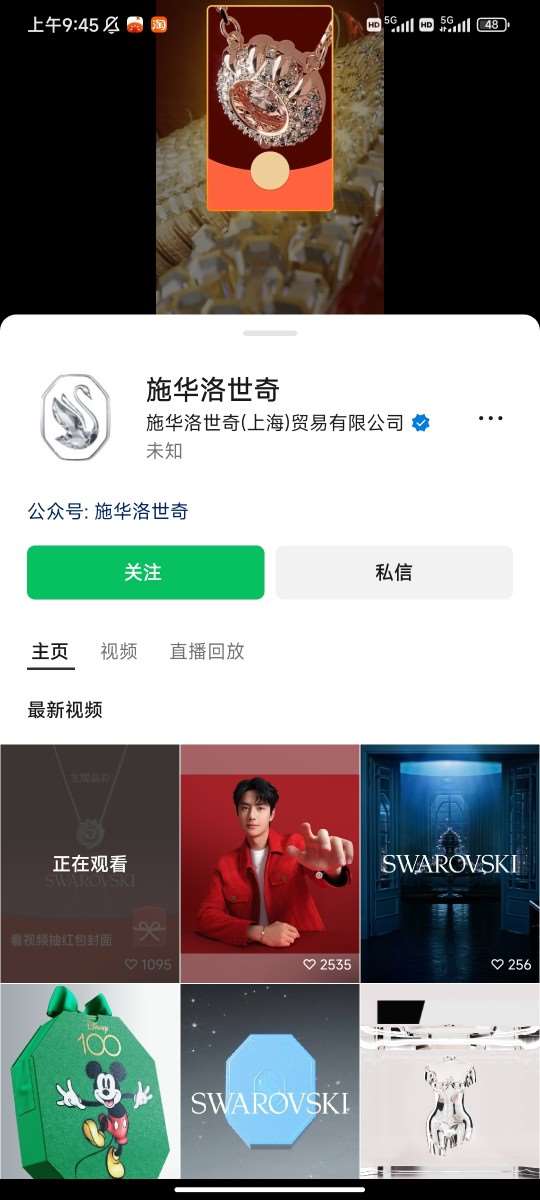 上午9:45
淘
HD 5G HD 5G 48
施华洛世奇
施华洛世奇(上海)贸易有限公司
未知
公众号: 施华洛世奇
关注 私信
主页 视频 直播回放
最新视频
正在观看
SWAROVSKI
看视频抽红包封面
1095
2535
SWAROVSKI
256
Disney
100
SWAROVSKI